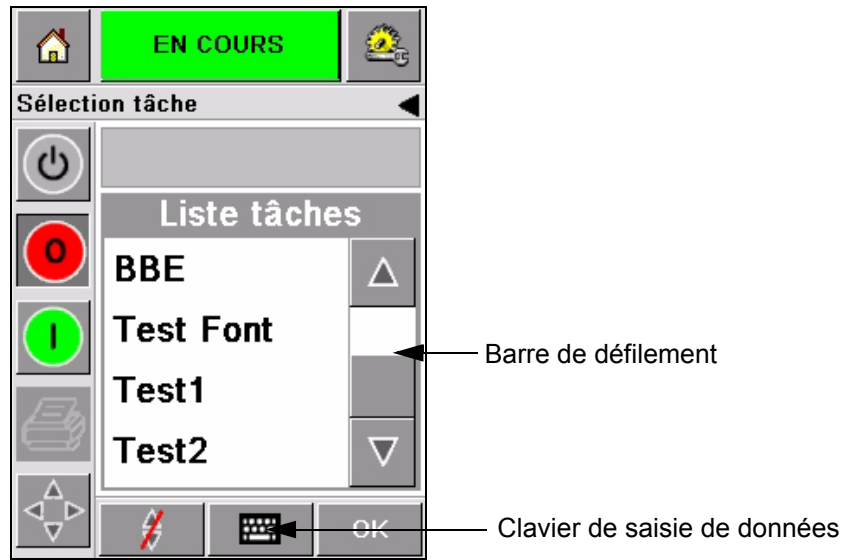 EN COURS
Sélection tâche
Liste tâches
0
BBE
I
Test Font
Barre de défilement
Test1
Test2
OK
Clavier de saisie de données